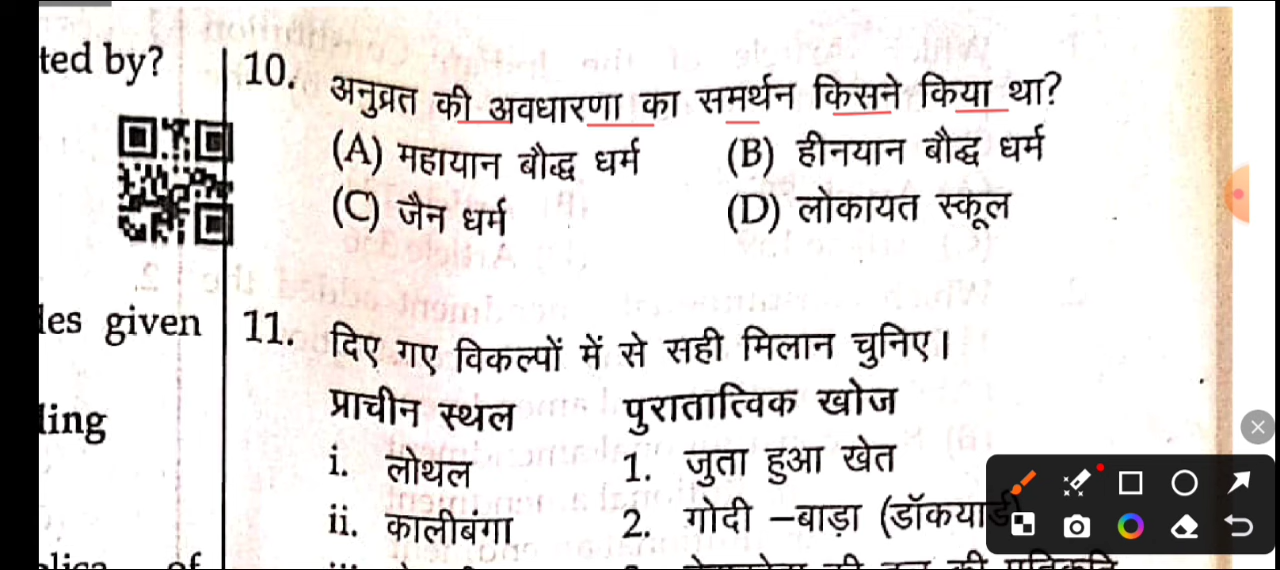 ted by?
10. अनुव्रत की अवधारणा का समर्थन किसने किया था?
(A) महायान बौद्ध धर्म (B) हीनयान बौद्ध धर्म
(C) जैन धर्म (D) लोकायत स्कूल
les given
11. दिए गए विकल्पों में से सही मिलान चुनिए।
प्राचीन स्थल पुरातात्विक खोज
ling
i. लोथल 1. जुता हुआ खेत
ii. कालीबंगा 2. गोदी –बाड़ा (डॉकयार्ड
of